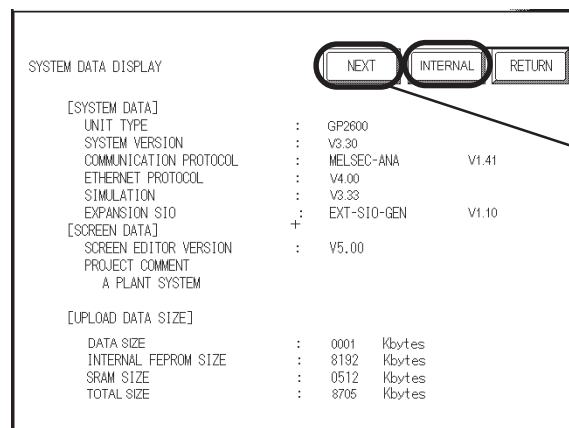 SYSTEM DATA DISPLAY NEXT INTERNAL RETURN
[SYSTEM DATA]
UNIT TYPE : GP2600
SYSTEM VERSION : V3.30
COMMUNICATION PROTOCOL : MELSEC-ANA V1.41
ETHERNET PROTOCOL : V4.00
SIMULATION : V3.33
EXPANSION SIO : EXT-SIO-GEN V1.10
[SCREEN DATA]
SCREEN EDITOR VERSION : V5.00
PROJECT COMMENT
A PLANT SYSTEM
[UPLOAD DATA SIZE]
DATA SIZE : 0001 Kbytes
INTERNAL FEPROM SIZE : 8192 Kbytes
SRAM SIZE : 0512 Kbytes
TOTAL SIZE : 8705 Kbytes